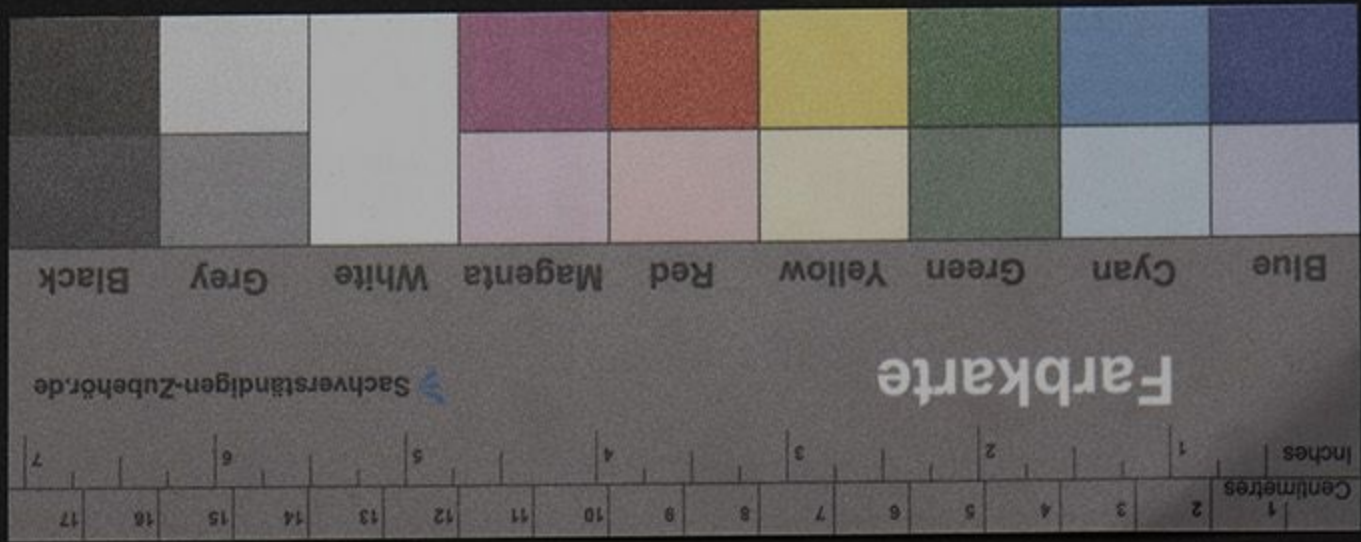 1 2 3 4 5 6 7 8 9 10 11 12 13 14 15 16 17
Centimetres
Inches 1 2 3 4 5 6 7
Farbkarte
Sachverständigen-Zubehör.de
Blue Cyan Green Yellow Red Magenta White Grey Black